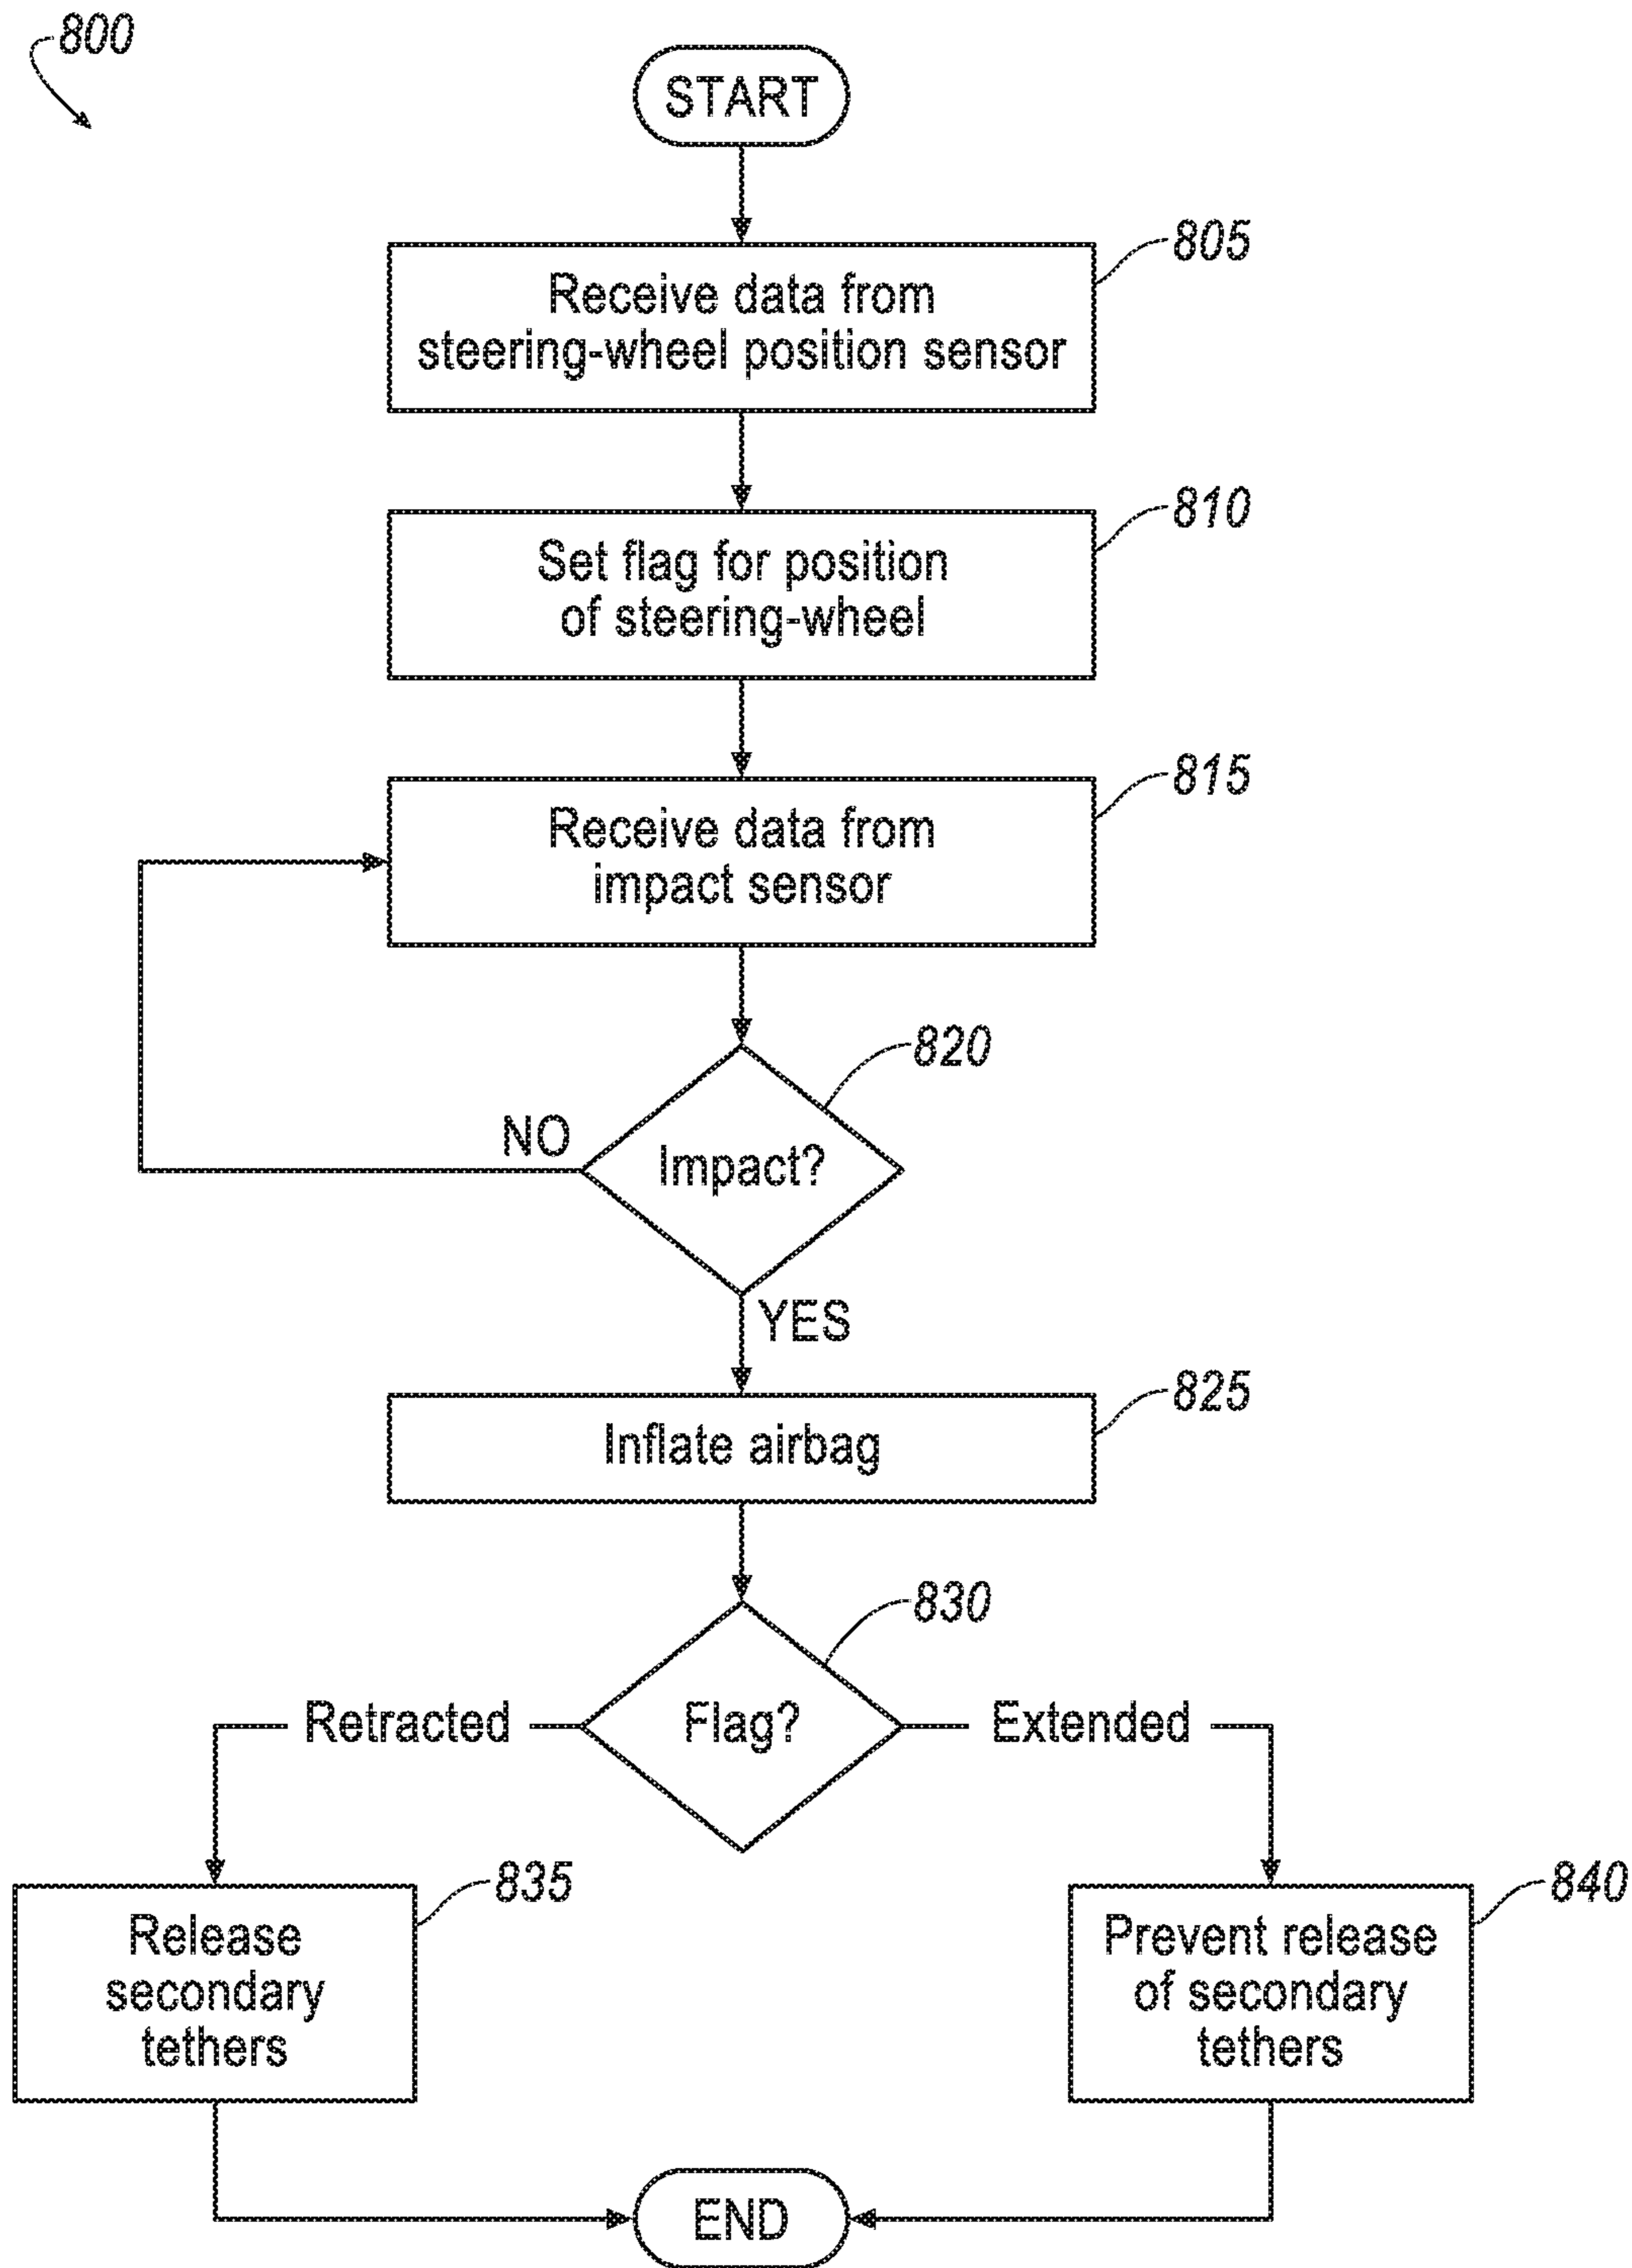 800
START
805
Receive data from
steering-wheel position sensor
810
Set flag for position
of steering-wheel
815
Receive data from
impact sensor
820
Impact?
NO
YES
825
Inflate airbag
830
Flag?
Retracted
Extended
835
Release
secondary
tethers
840
Prevent release
of secondary
tethers
END